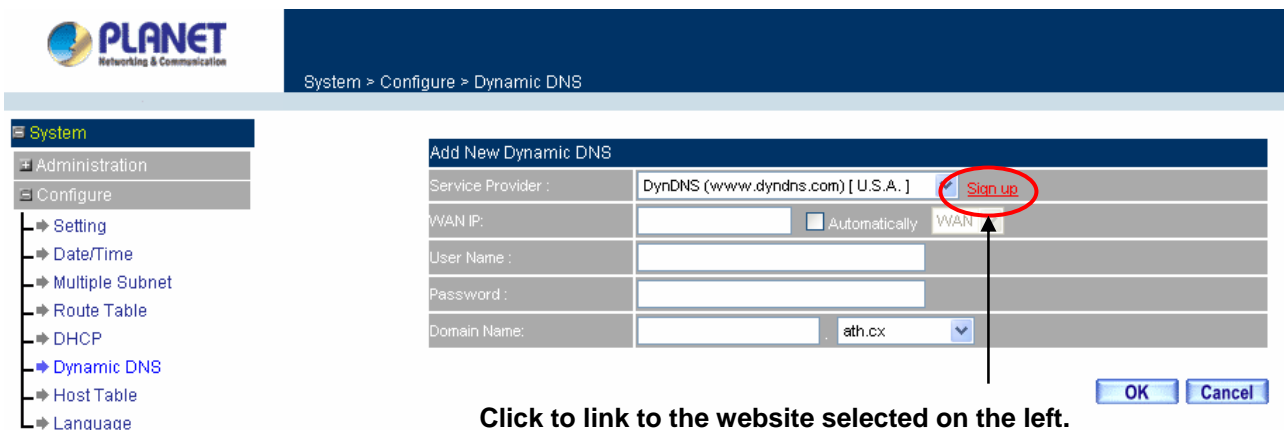 PLANET
Networking & Communication
System > Configure > Dynamic DNS
System
Administration
Configure
Setting
Date/Time
Multiple Subnet
Route Table
DHCP
Dynamic DNS
Host Table
Language
Add New Dynamic DNS
Service Provider : DynDNS (www.dyndns.com) [ U.S.A. ] Sign up
WAN IP: Automatically WAN
User Name :
Password :
Domain Name: . ath.cx
OK Cancel
Click to link to the website selected on the left.